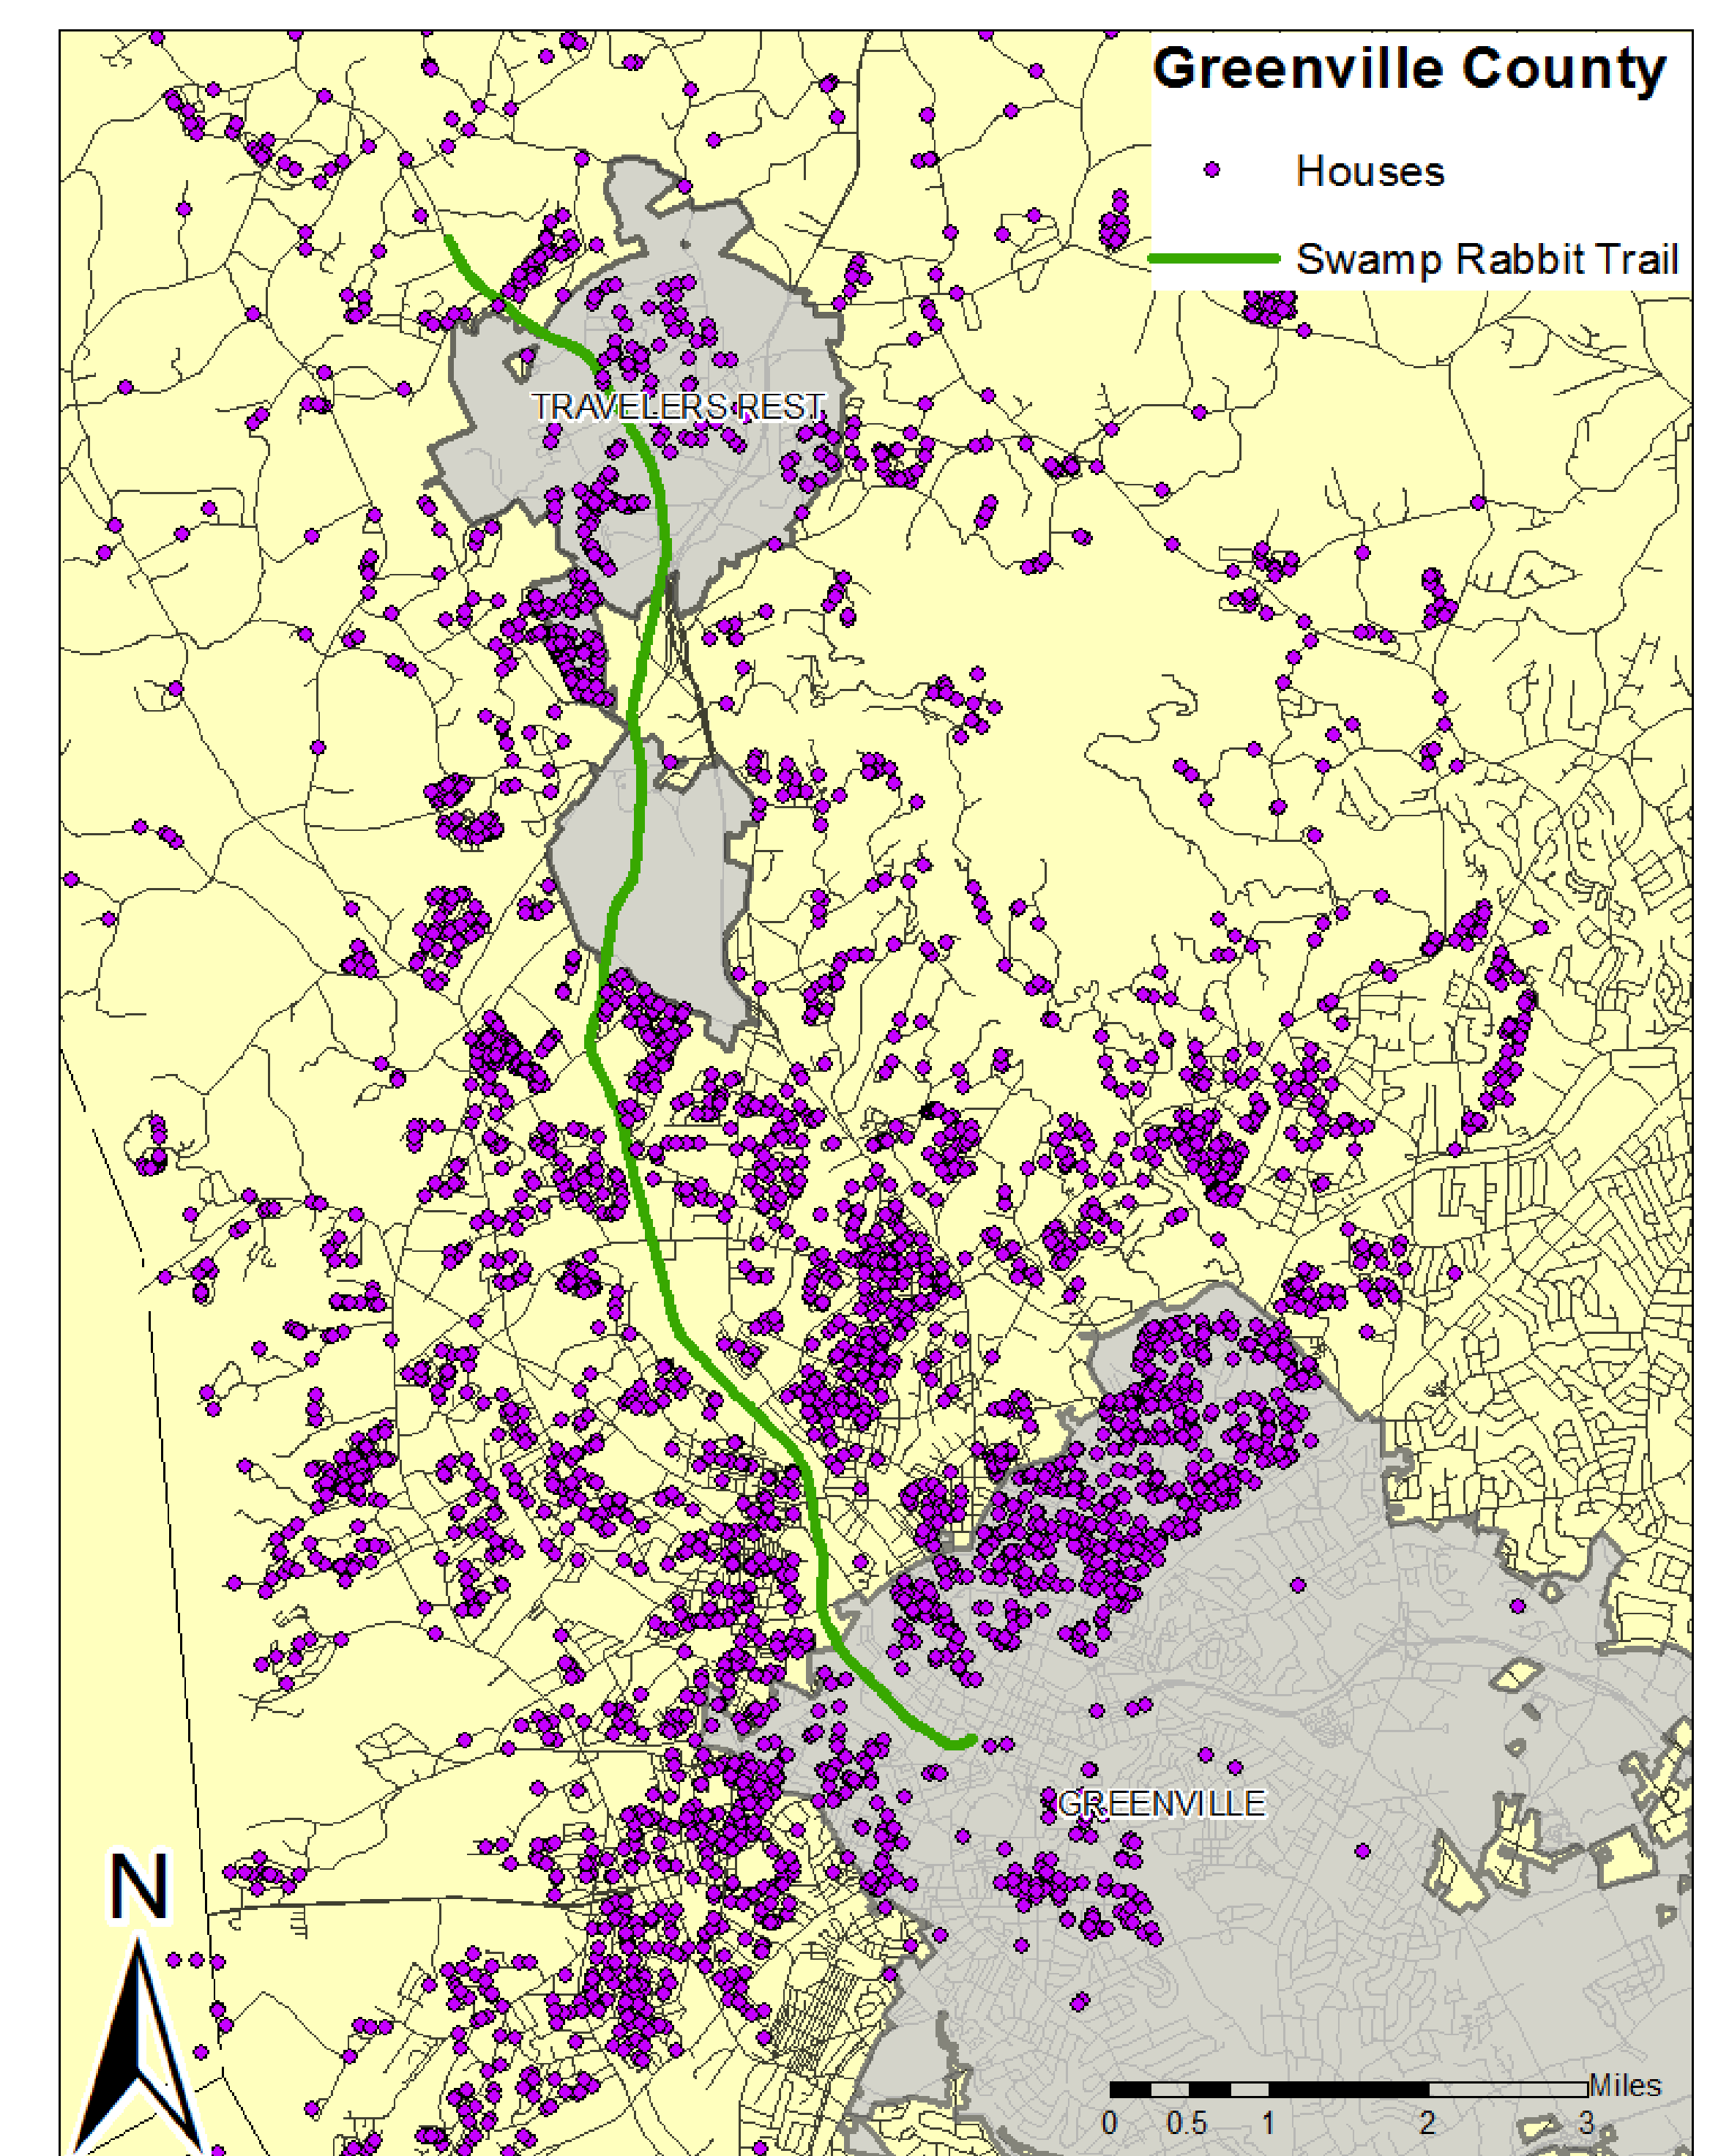 Greenville County
Houses
Swamp Rabbit Trail
TRAVELERS REST
GREENVILLE
N
Miles
0 0.5 1 2 3